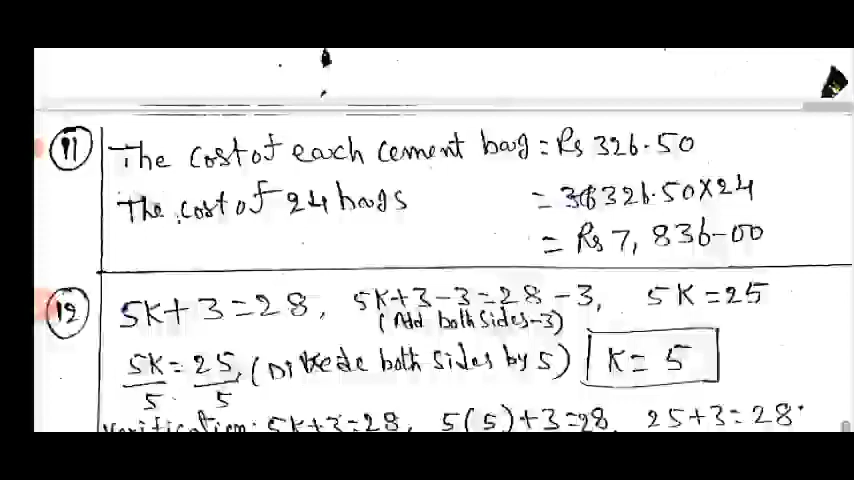 11 The cost of each cement bag = Rs 326.50
The cost of 24 bags = 326.50 X 24
= Rs 7,836-00
12 5K+3=28, 5K+3-3=28-3, 5K=25
(Add both sides-3)
5K/5 = 25/5, (Divide both sides by 5) K= 5
Verification: 5K+3=28, 5(5)+3=28, 25+3=28